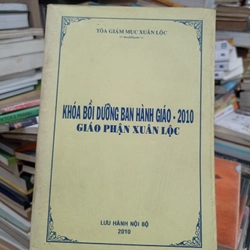 TÒA GIÁM MỤC XUÂN LỘC
KHÓA BỒI DƯỠNG BAN HÀNH GIÁO - 2010
GIÁO PHẬN XUÂN LỘC
LƯU HÀNH NỘI BỘ
2010